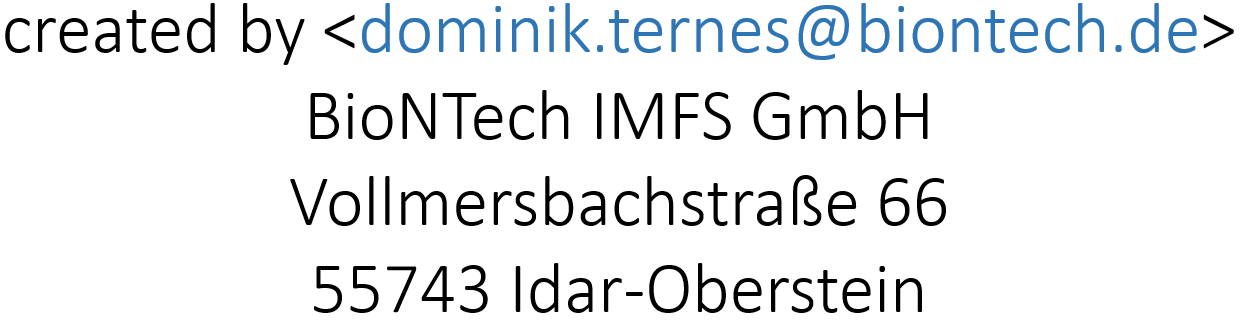 created by <dominik.ternes@biontech.de>
BioNTech IMFS GmbH
Vollmersbachstraße 66
55743 Idar-Oberstein